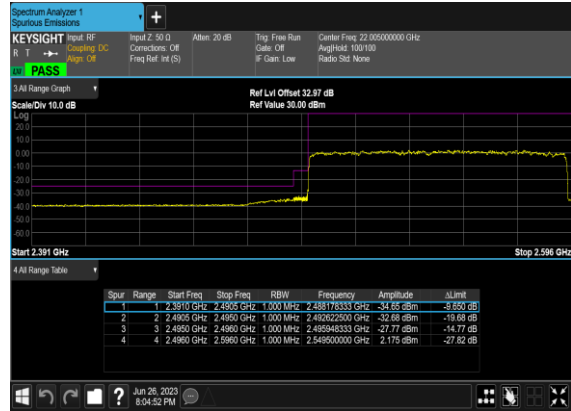 Spectrum Analyzer 1
Spurious Emissions
KEYSIGHT Input: RF Input Z: 50 Ω Atten: 20 dB Trig: Free Run Center Freq: 22.005000000 GHz
R T Coupling: DC Corrections: Off Gate: Off Avg|Hold: 100/100
Align: Off Freq Ref: Int (S) IF Gain: Low Radio Std: None
PASS
3 All Range Graph
Ref Lvl Offset 32.97 dB
Scale/Div 10.0 dB Ref Value 30.00 dBm
Log
20.0
10.0
0.00
-10.0
-20.0
-30.0
-40.0
-50.0
-60.0
Start 2.391 GHz Stop 2.596 GHz
4 All Range Table
Spur Range Start Freq Stop Freq RBW Frequency Amplitude ΔLimit
1 1 2.3910 GHz 2.4905 GHz 1.000 MHz 2.488178333 GHz -34.65 dBm -9.650 dB
2 2 2.4905 GHz 2.4950 GHz 1.000 MHz 2.492622500 GHz -32.68 dBm -19.68 dB
3 3 2.4950 GHz 2.4960 GHz 1.000 MHz 2.495948333 GHz -27.77 dBm -14.77 dB
4 4 2.4960 GHz 2.5960 GHz 1.000 MHz 2.549500000 GHz 2.175 dBm -27.82 dB
?
Jun 26, 2023
8:04:52 PM